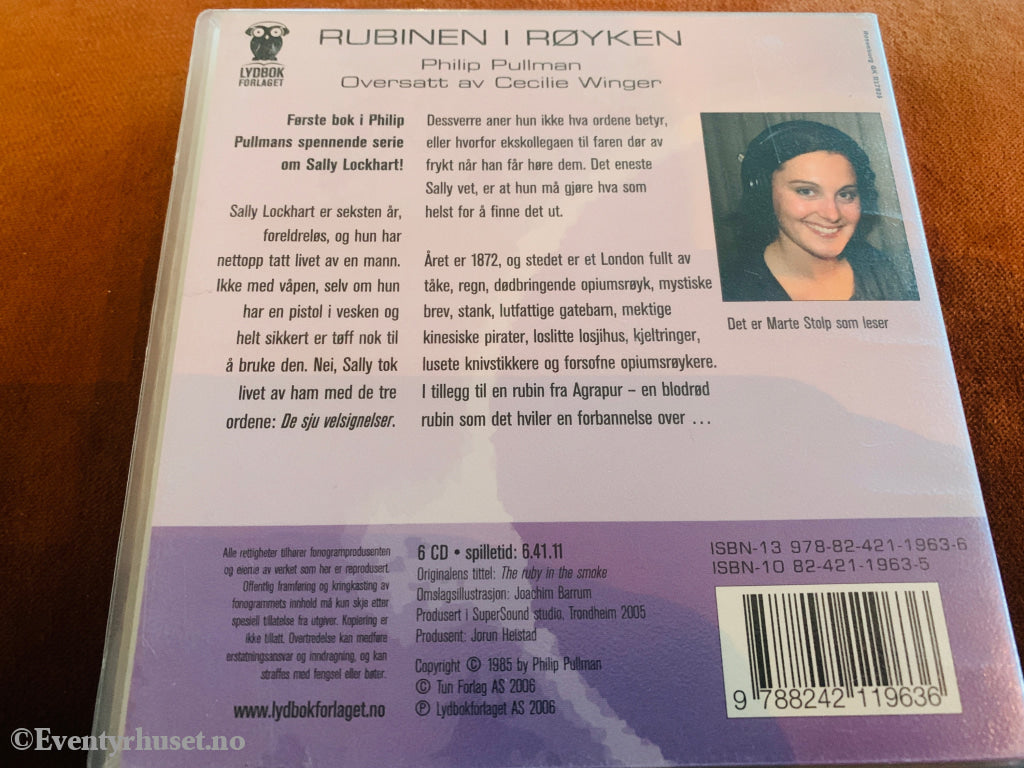 LYDBOK
FORLAGET
RUBINEN I RØYKEN
Philip Pullman
Oversatt av Cecilie Winger
Første bok i Philip
Pullmans spennende serie
om Sally Lockhart!
Sally Lockhart er seksten år,
foreldreløs, og hun har
nettopp tatt livet av en mann.
Ikke med våpen, selv om hun
har en pistol i vesken og
helt sikkert er tøff nok til
å bruke den. Nei, Sally tok
livet av ham med de tre
ordene: De sju velsignelser.
Dessverre aner hun ikke hva ordene betyr,
eller hvorfor ekskollegaen til faren dør av
frykt når han får høre dem. Det eneste
Sally vet, er at hun må gjøre hva som
helst for å finne det ut.
Året er 1872, og stedet er et London fullt av
tåke, regn, dødbringende opiumsrøyk, mystiske
brev, stank, lutfattige gatebarn, mektige
kinesiske pirater, loslitte losjihus, kjeltringer,
lusete knivstikkere og forsofne opiumsrøykere.
I tillegg til en rubin fra Agrapur – en blodrød
rubin som det hviler en forbannelse over ...
Det er Marte Stolp som leser
Alle rettigheter tilhører fonogramprodusenten
og eierne av verket som her er reprodusert.
Offentlig framføring og kringkasting av
fonogrammets innhold må kun skje etter
spesiell tillatelse fra utgiver. Kopiering er
ikke tillatt. Overtredelse kan medføre
erstatningsansvar og inndragning, og kan
straffes med fengsel eller bøter.
www.lydbokforlaget.no
6 CD • spilletid: 6.41.11
Originalens tittel: The ruby in the smoke
Omslagsillustrasjon: Joachim Barrum
Produsert i SuperSound studio, Trondheim 2005
Produsent: Jorun Helstad
Copyright © 1985 by Philip Pullman
© Tun Forlag AS 2006
℗ Lydbokforlaget AS 2006
ISBN-13 978-82-421-1963-6
ISBN-10 82-421-1963-5
9 788242 119636
©Eventyrhuset.no